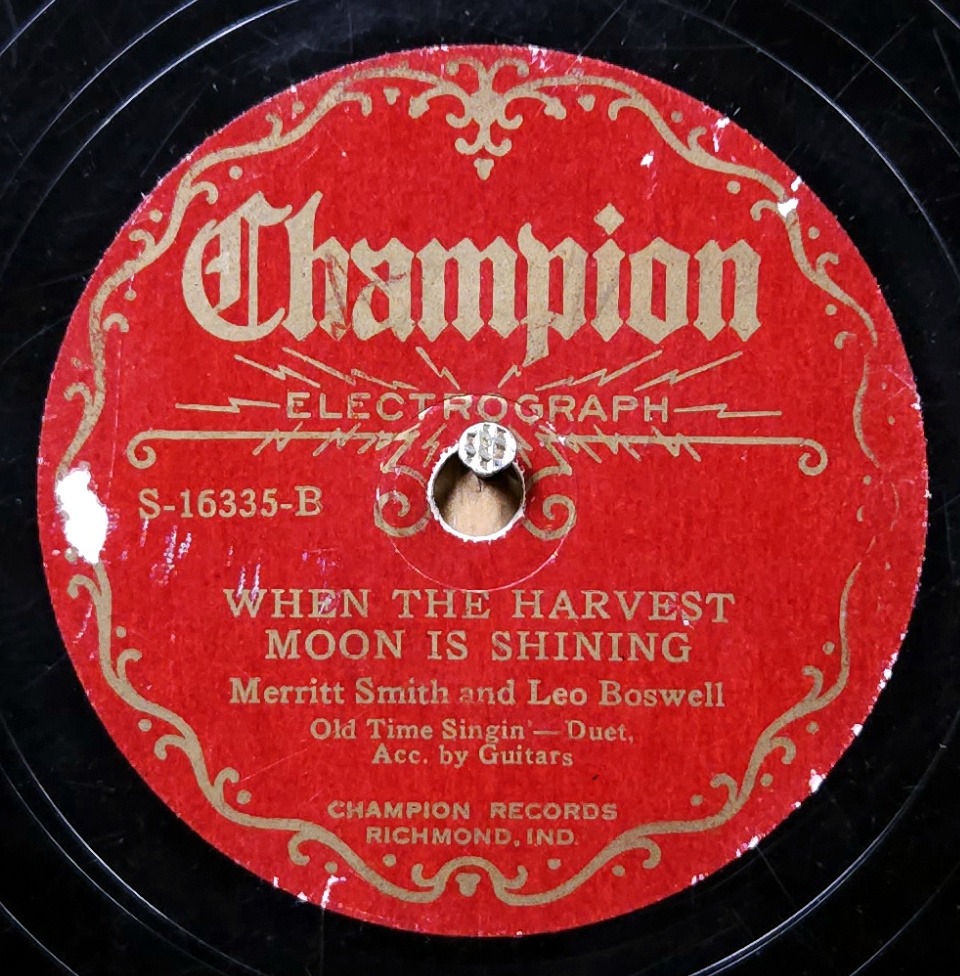 Champion
ELECTROGRAPH
S-16335-B
WHEN THE HARVEST
MOON IS SHINING
Merritt Smith and Leo Boswell
Old Time Singin'— Duet,
Acc. by Guitars
CHAMPION RECORDS
RICHMOND, IND.